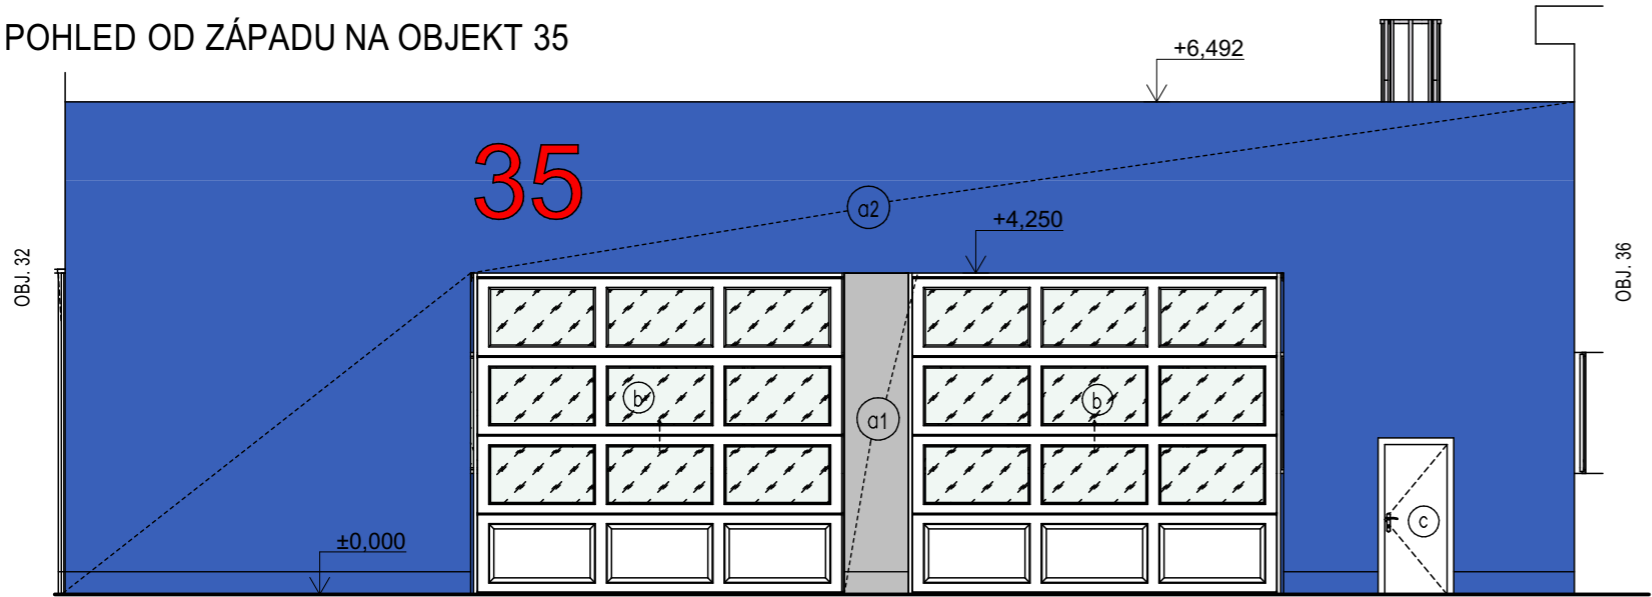 POHLED OD ZÁPADU NA OBJEKT 35
+6,492
35
a2
+4,250
OBJ. 32
OBJ. 36
b
b
a1
c
±0,000